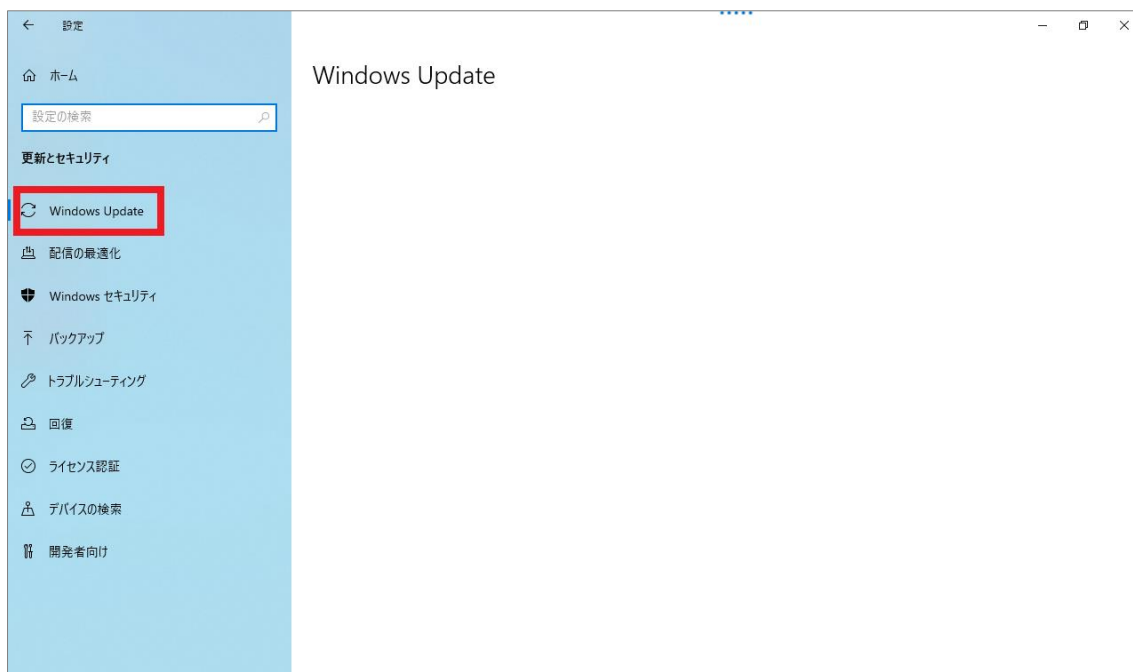 設定
ホーム
Windows Update
設定の検索
更新とセキュリティ
Windows Update
配信の最適化
Windows セキュリティ
バックアップ
トラブルシューティング
回復
ライセンス認証
デバイスの検索
開発者向け